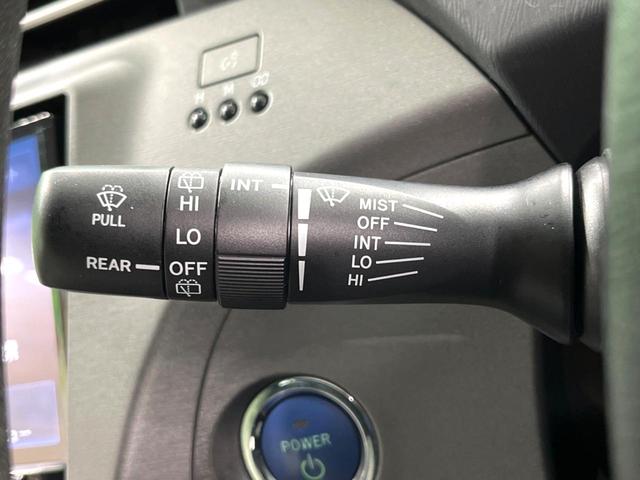 H M
PULL
REAR
HI
LO
OFF
INT
MIST
OFF
INT
LO
HI
POWER